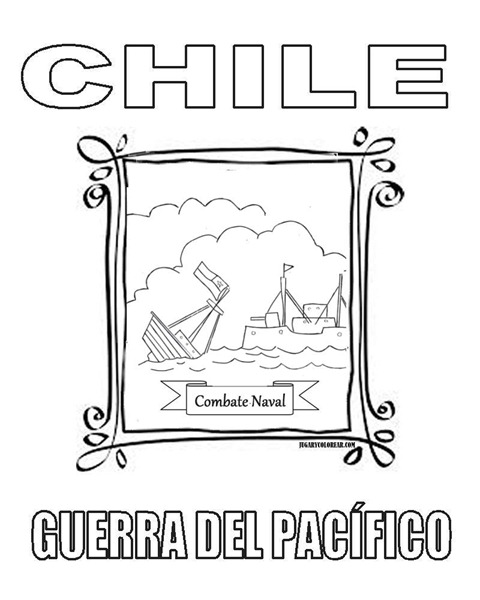 CHILE
Combate Naval
JUGARYCOLOREAR.COM
GUERRA DEL PACÍFICO